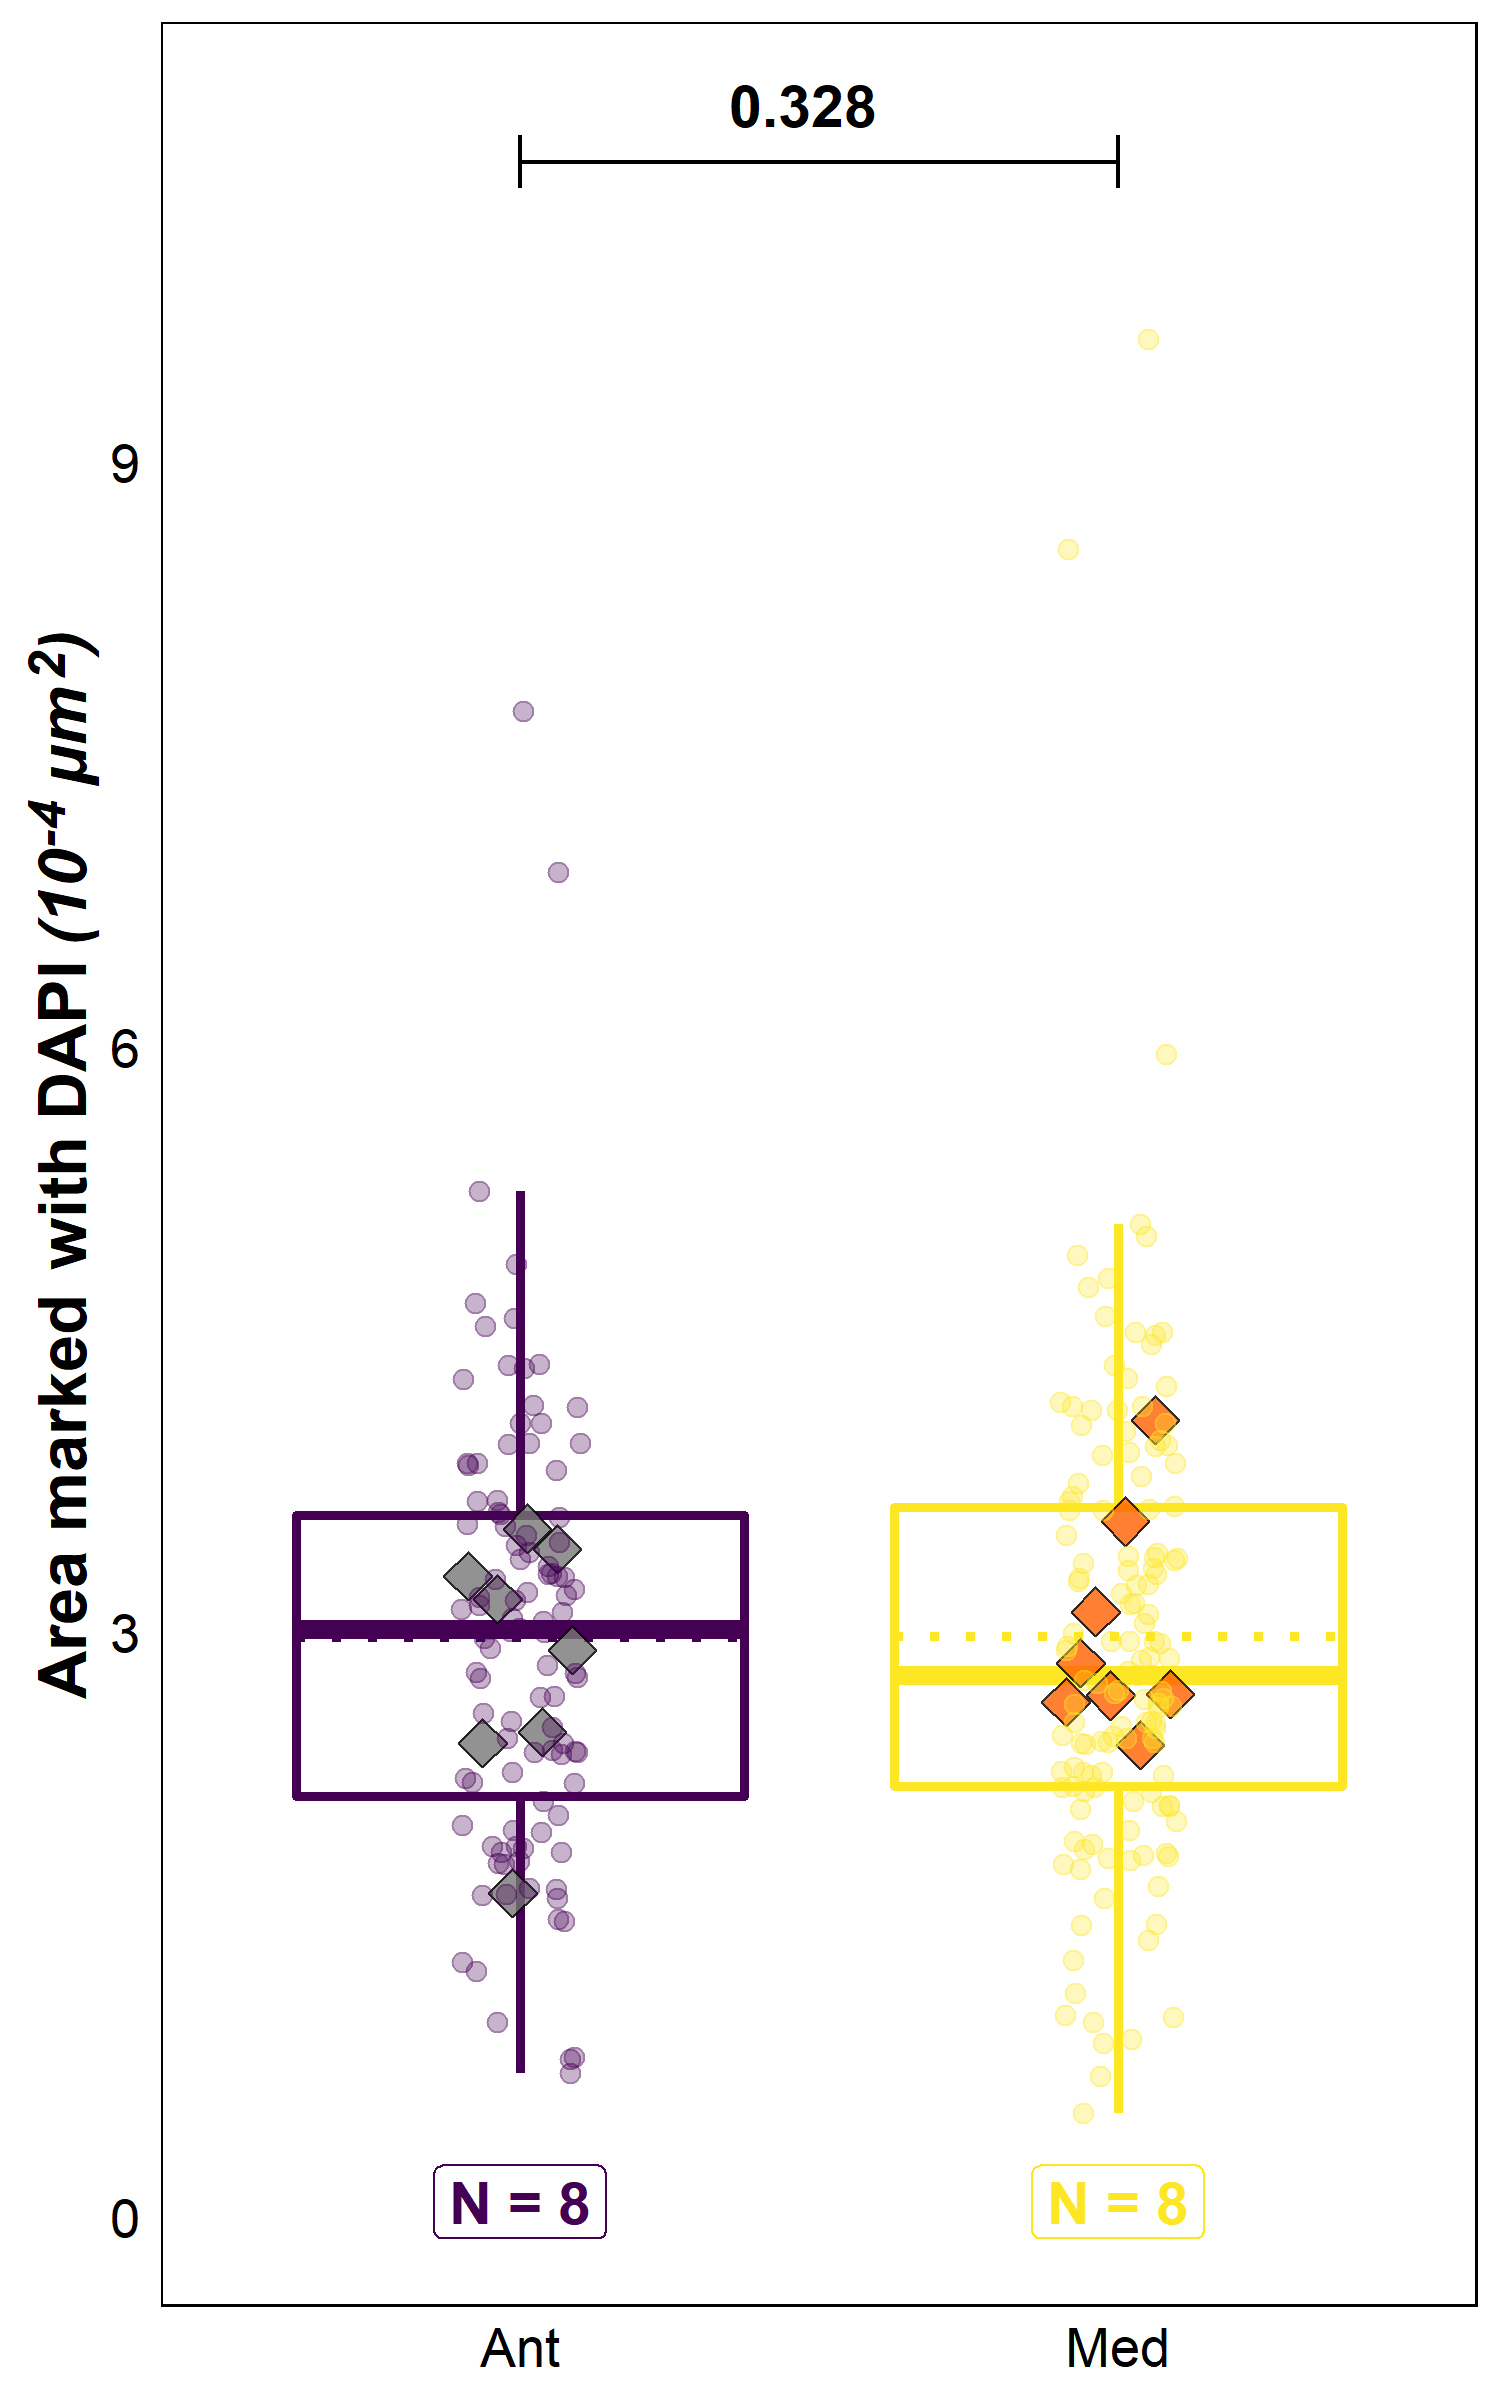 0.328
Area marked with DAPI (10⁻⁴ µm²)
9
6
3
0
N = 8
N = 8
Ant
Med